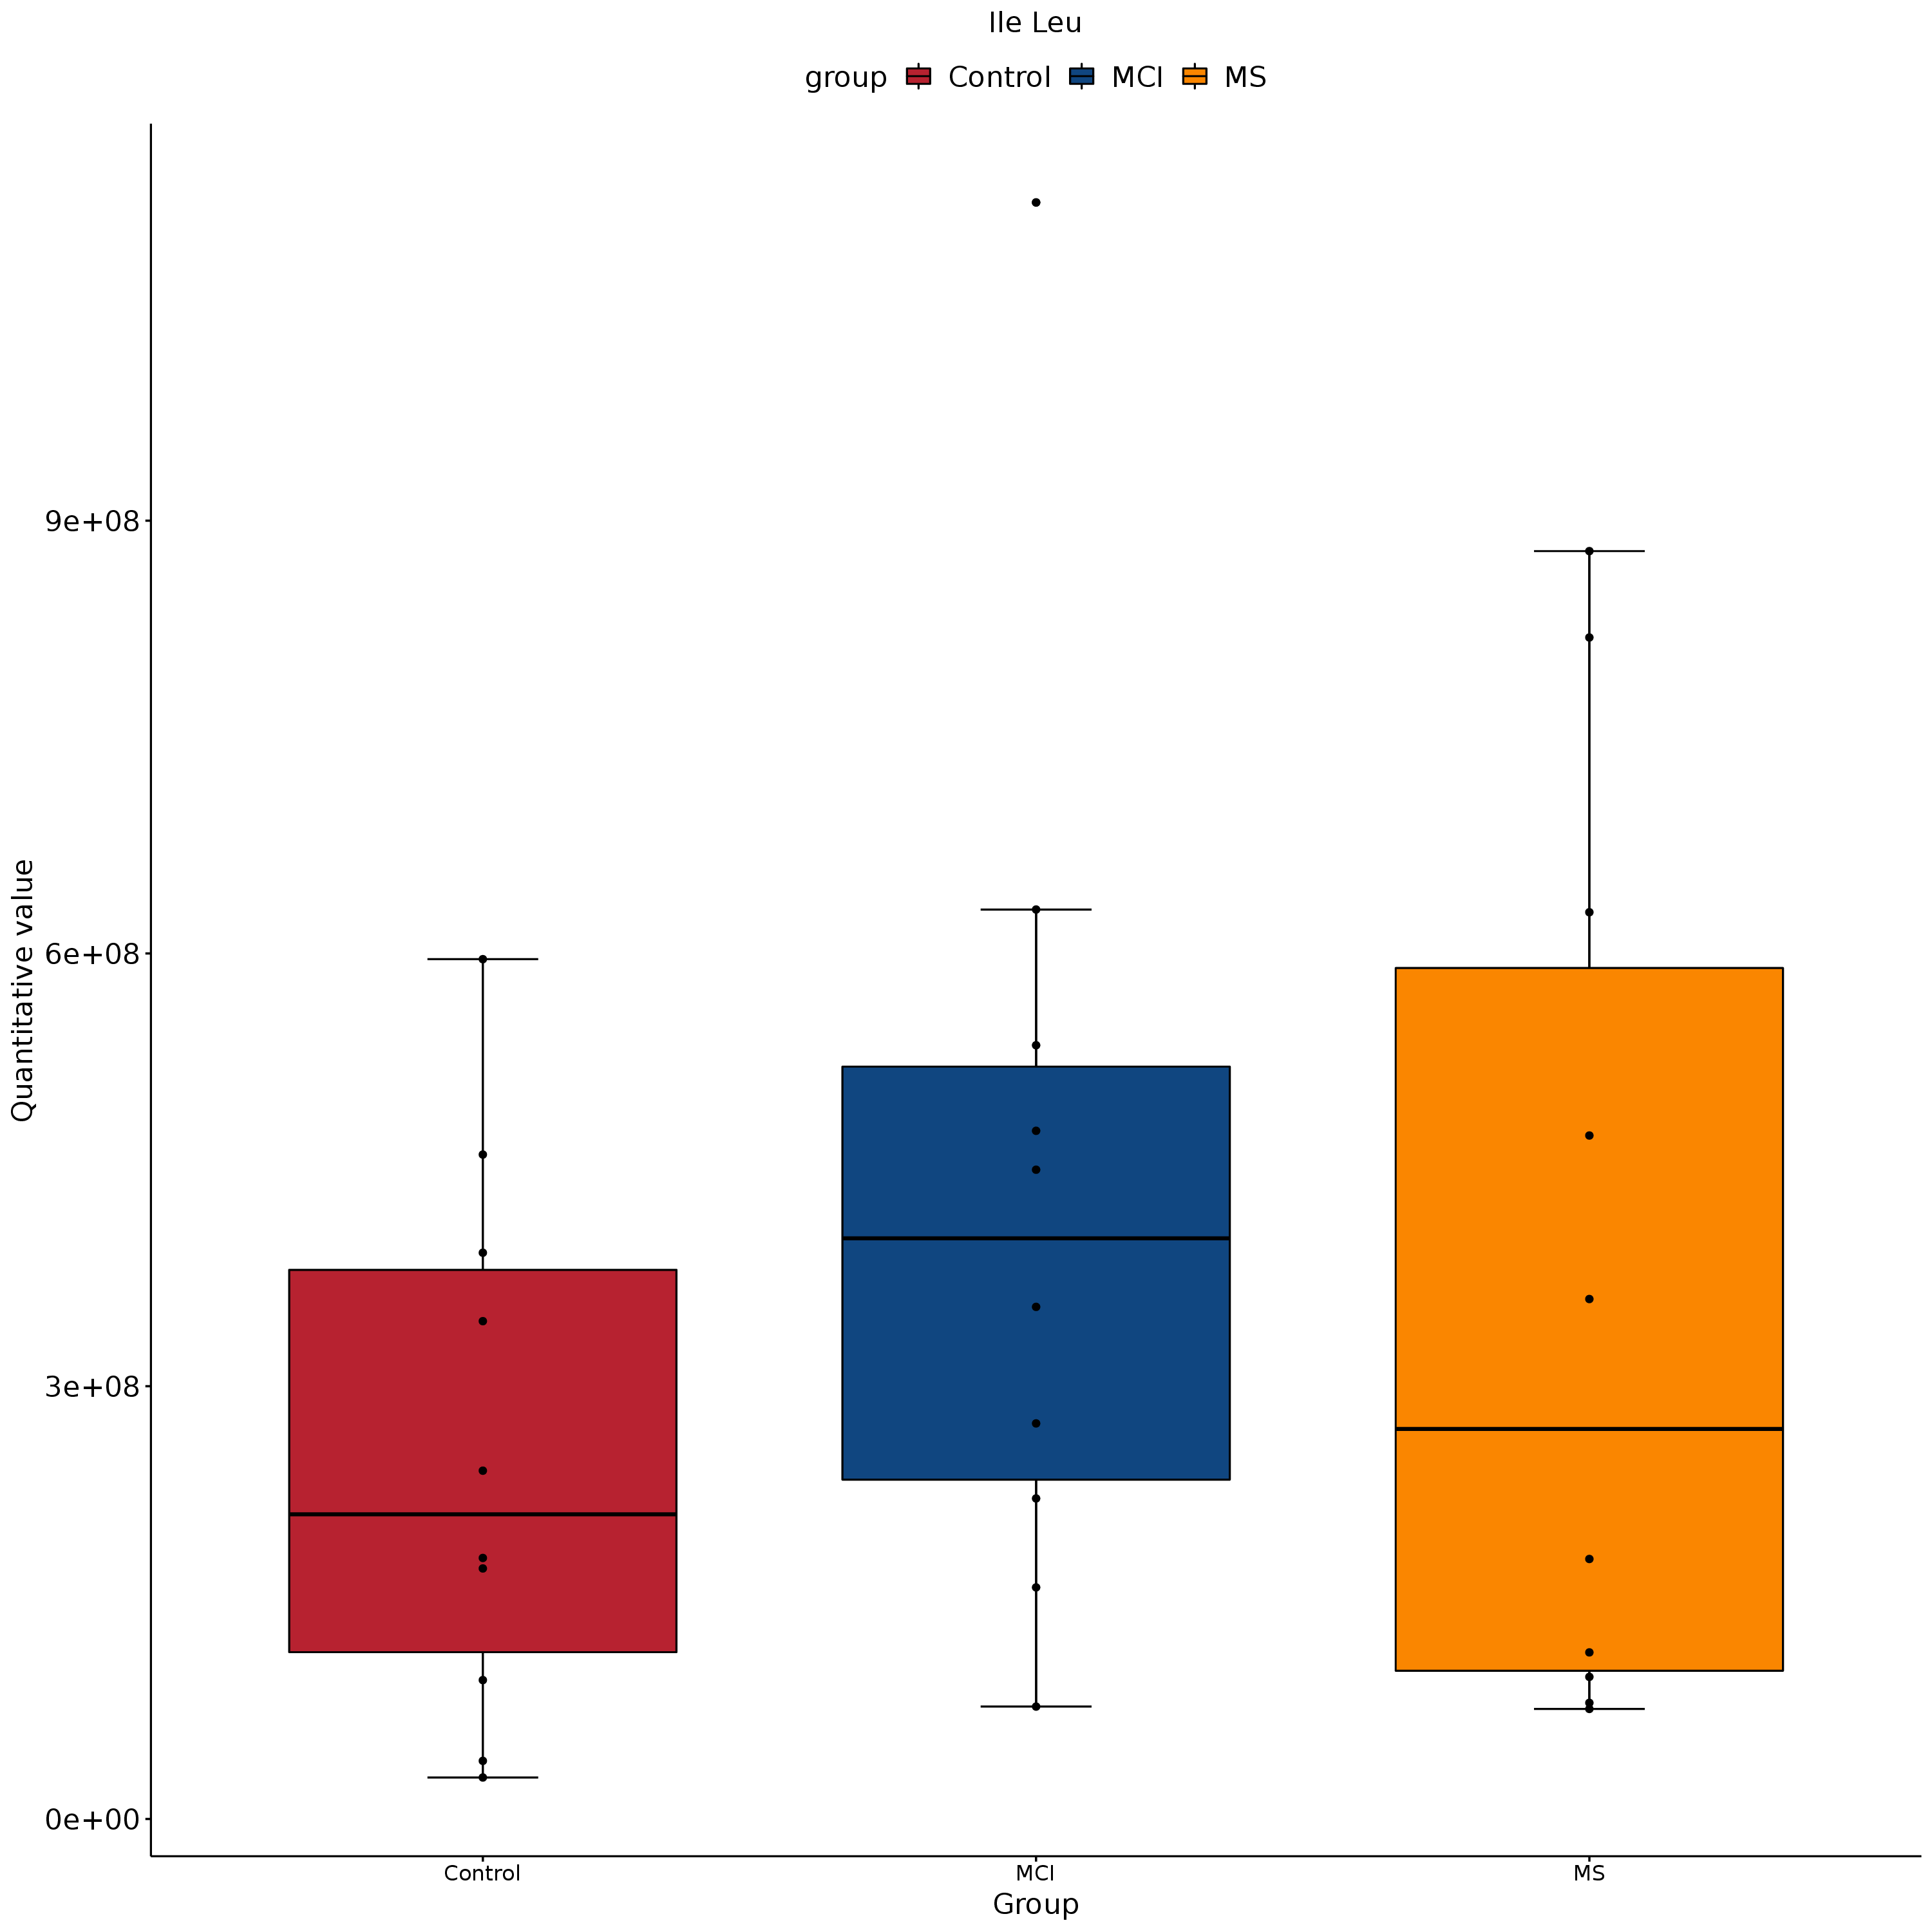 Ile Leu
group Control MCI MS
Quantitative value
9e+08
6e+08
3e+08
0e+00
Control MCI MS
Group